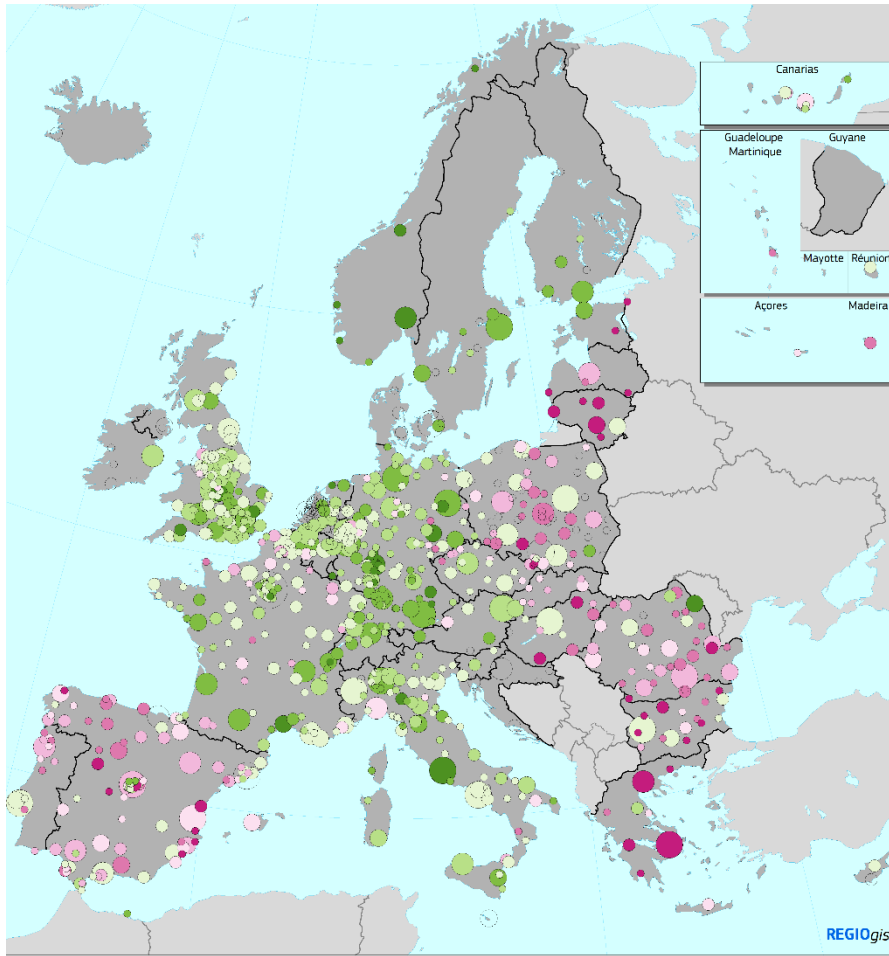 Canarias
Guadeloupe
Martinique
Guyane
Mayotte
Réunion
Açores
Madeira
REGIOgis